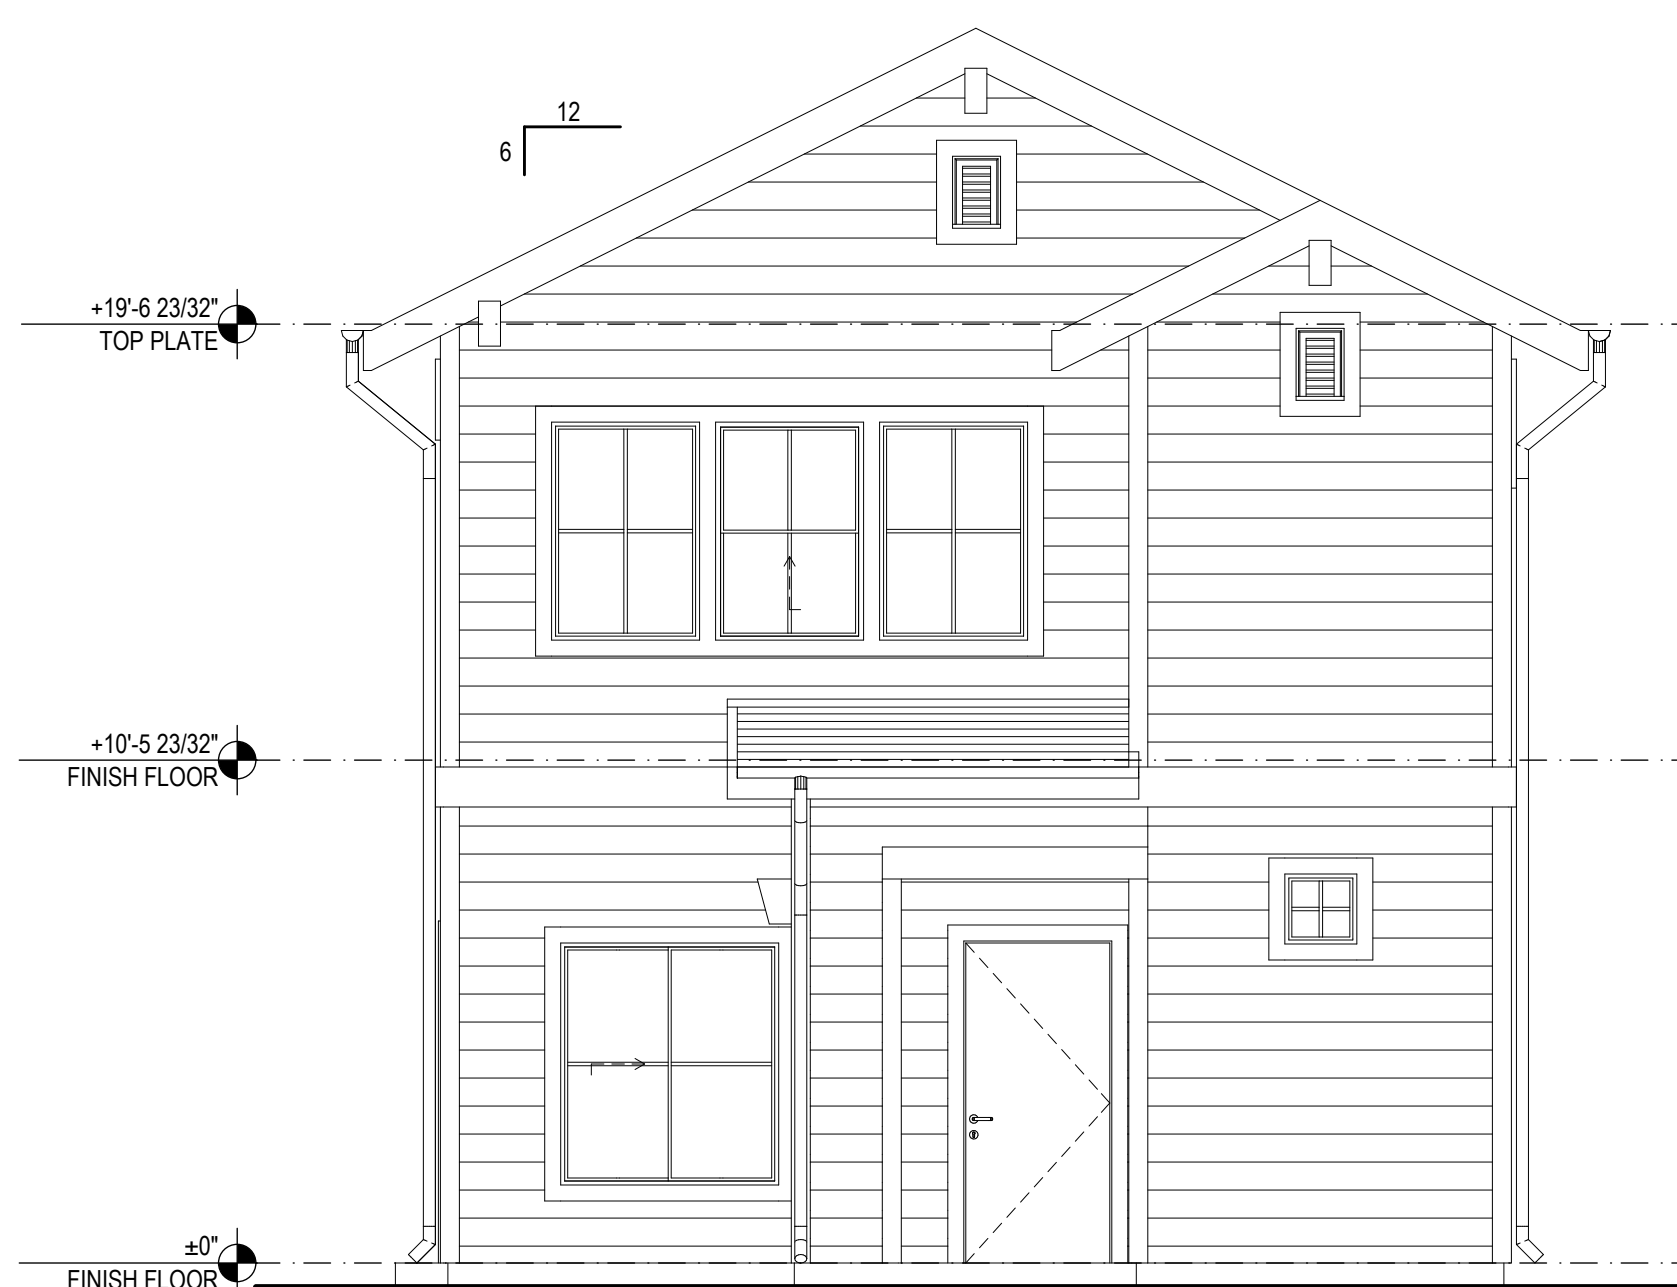 12
6
+19'-6 23/32"
TOP PLATE
+10'-5 23/32"
FINISH FLOOR
±0"
FINISH FLOOR